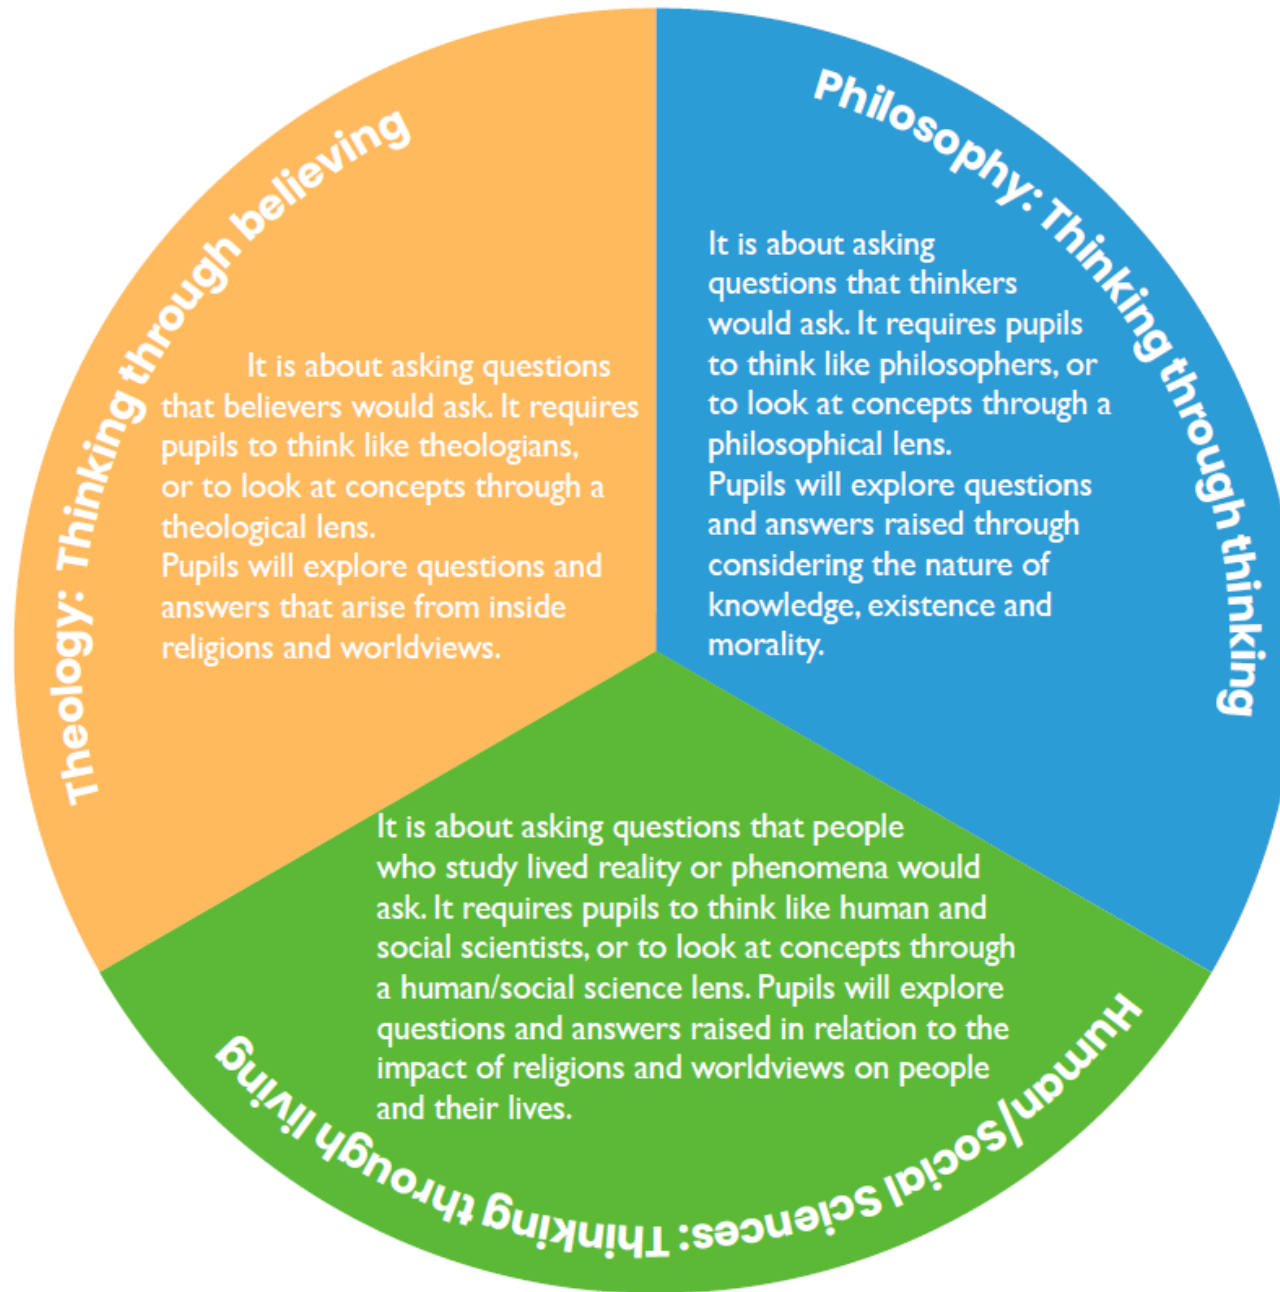 Theology: Thinking through believing
It is about asking questions
that believers would ask. It requires
pupils to think like theologians,
or to look at concepts through a
theological lens.
Pupils will explore questions and
answers that arise from inside
religions and worldviews.
Philosophy: Thinking through thinking
It is about asking
questions that thinkers
would ask. It requires pupils
to think like philosophers, or
to look at concepts through a
philosophical lens.
Pupils will explore questions
and answers raised through
considering the nature of
knowledge, existence and
morality.
It is about asking questions that people
who study lived reality or phenomena would
ask. It requires pupils to think like human and
social scientists, or to look at concepts through
a human/social science lens. Pupils will explore
questions and answers raised in relation to the
impact of religions and worldviews on people
and their lives.
Human/Social Sciences: Thinking through living